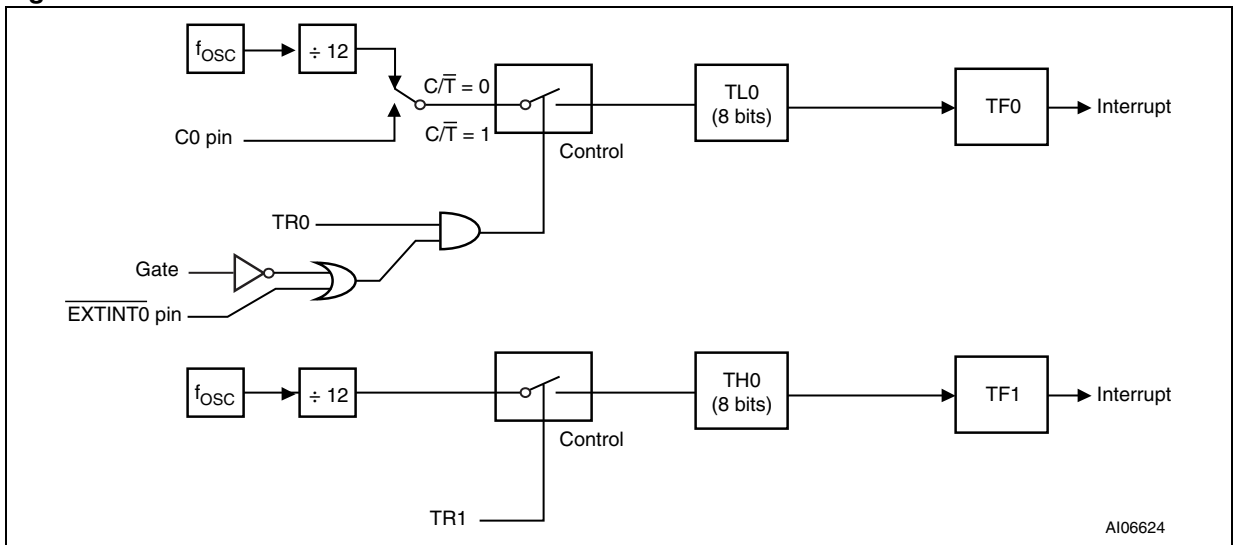 fOSC
÷ 12
C/T̅ = 0
C0 pin
C/T̅ = 1
Control
TL0
(8 bits)
TF0
Interrupt
TR0
Gate
E̅X̅T̅I̅N̅T̅0̅ pin
fOSC
÷ 12
Control
TH0
(8 bits)
TF1
Interrupt
TR1
AI06624